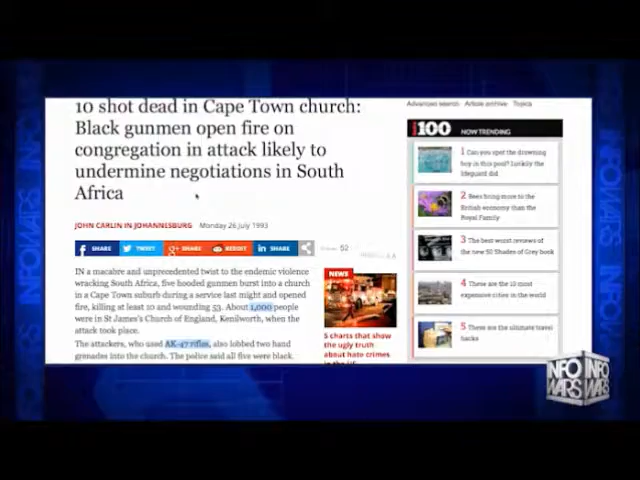 10 shot dead in Cape Town church:
Black gunmen open fire on
congregation in attack likely to
undermine negotiations in South
Africa
JOHN CARLIN IN JOHANNESBURG Monday 26 July 1993
SHARE TWEET SHARE REDDIT SHARE 52
IN a macabre and unprecedented twist to the endemic violence
wracking South Africa, five hooded gunmen burst into a church
in a Cape Town suburb during a service last night and opened
fire, killing at least 10 and wounding 53. About 1,000 people
were in St James's Church of England, Kenilworth, when the
attack took place.
The attackers, who used AK-47 rifles, also lobbed two hand
grenades into the church. The police said all five were black
NEWS
5 charts that show
the ugly truth
about hate crimes
in the US
Advanced search Article archive Topics
i100 NOW TRENDING
1 Can you spot the drowning
boy in this pool? Luckily the
lifeguard did
2 Bees bring more to the
British economy than the
Royal Family
3 The best worst reviews of
the new 50 Shades of Grey book
4 These are the 10 most
expensive cities in the world
5 These are the ultimate travel
hacks
INFO INFO
WARS WARS
INFOWARS